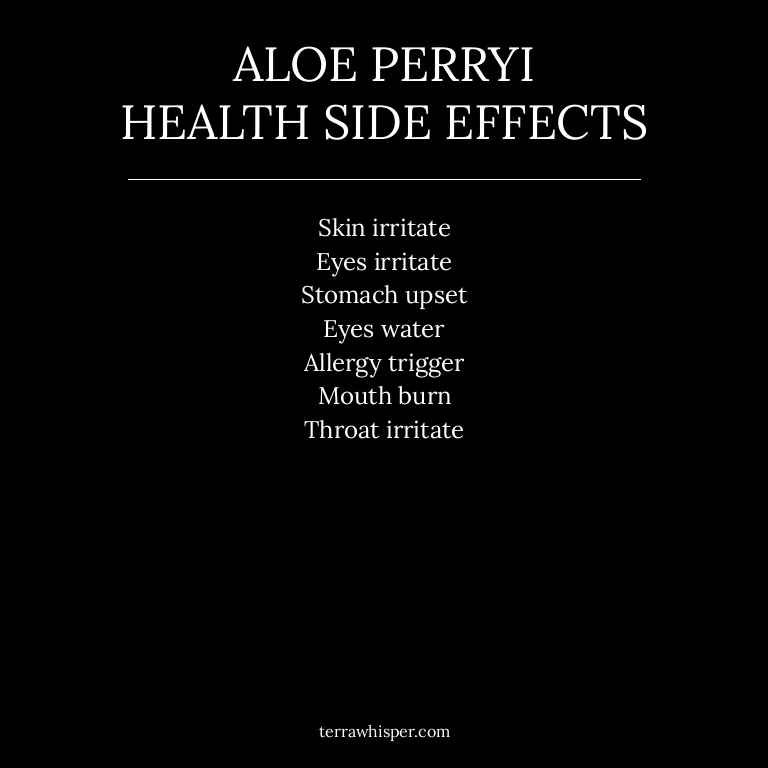 ALOE PERRYI
HEALTH SIDE EFFECTS
Skin irritate
Eyes irritate
Stomach upset
Eyes water
Allergy trigger
Mouth burn
Throat irritate
terrawhisper.com